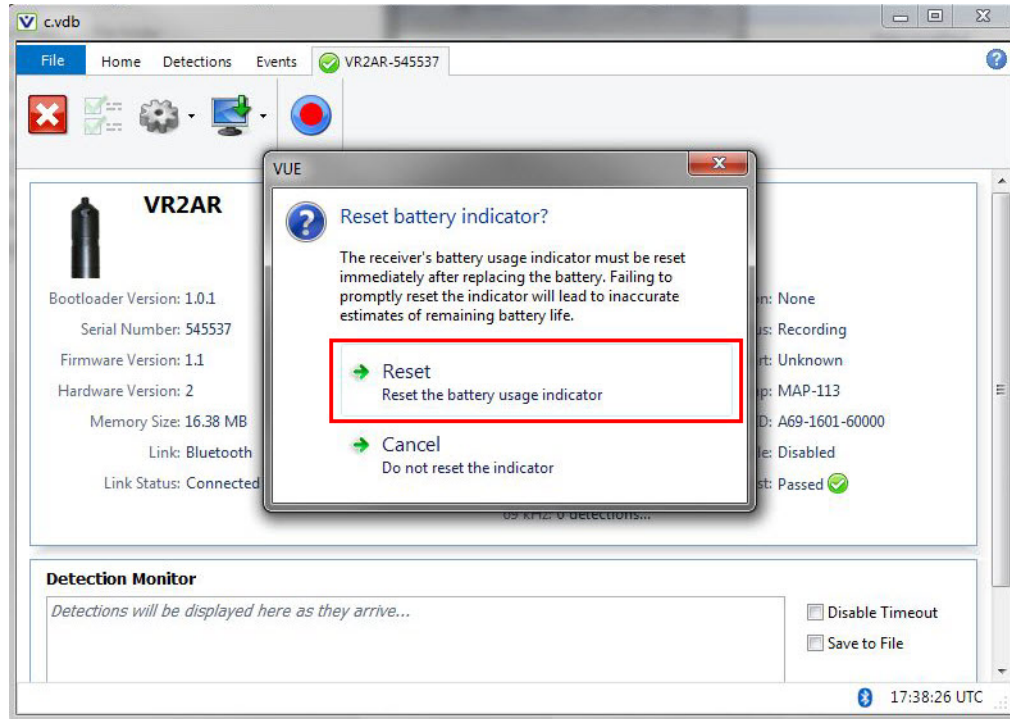 c.vdb
File Home Detections Events VR2AR-545537
VUE
VR2AR
Reset battery indicator?
The receiver's battery usage indicator must be reset
immediately after replacing the battery. Failing to
promptly reset the indicator will lead to inaccurate
estimates of remaining battery life.
Reset
Reset the battery usage indicator
Cancel
Do not reset the indicator
Bootloader Version: 1.0.1
Serial Number: 545537
Firmware Version: 1.1
Hardware Version: 2
Memory Size: 16.38 MB
Link: Bluetooth
Link Status: Connected
None
Recording
Unknown
MAP-113
A69-1601-60000
Disabled
Passed
69 kHz: 0 detections...
Detection Monitor
Detections will be displayed here as they arrive...
Disable Timeout
Save to File
17:38:26 UTC